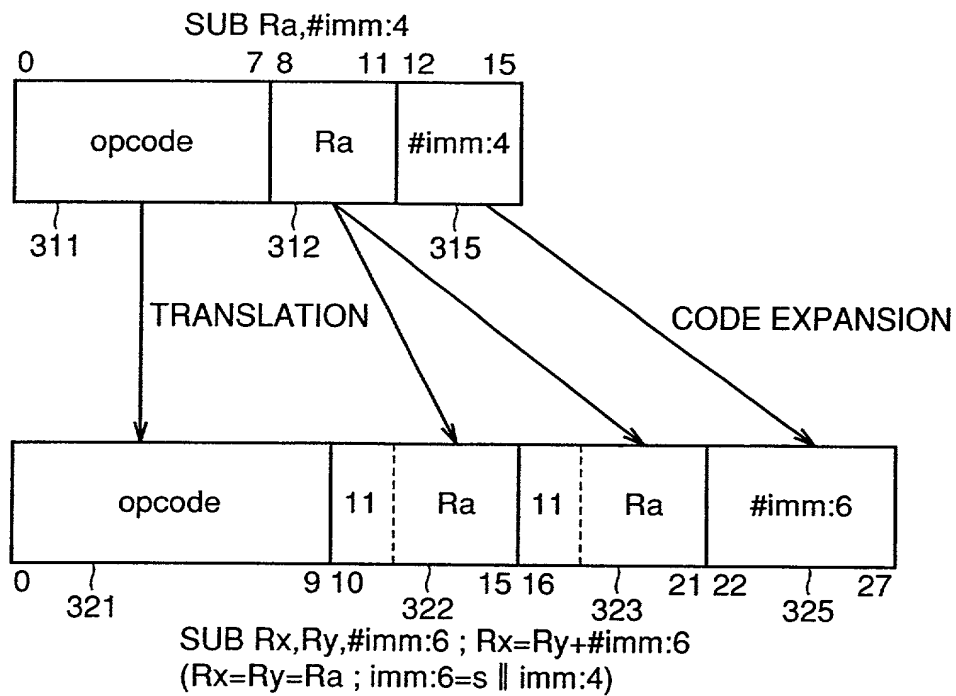 SUB Ra,#imm:4
0 7 8 11 12 15
opcode Ra #imm:4
311 312 315
TRANSLATION CODE EXPANSION
opcode 11 Ra 11 Ra #imm:6
0 9 10 15 16 21 22 27
321 322 323 325
SUB Rx,Ry,#imm:6 ; Rx=Ry+#imm:6
(Rx=Ry=Ra ; imm:6=s || imm:4)